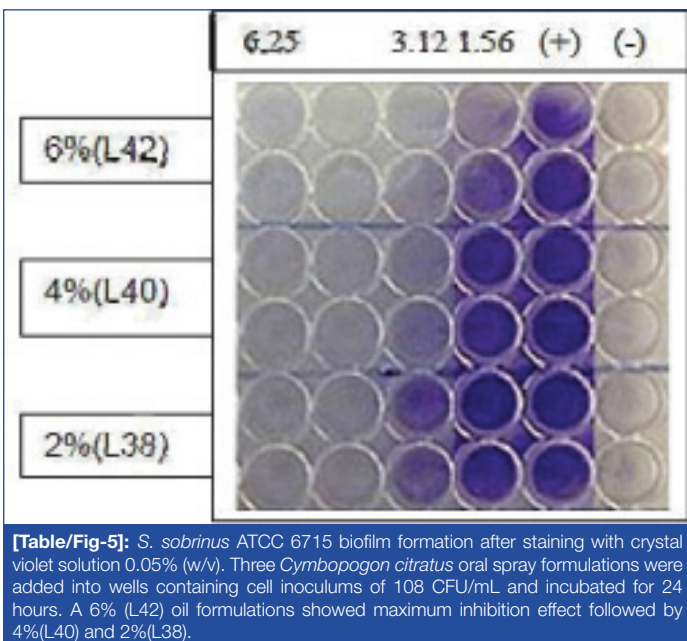 6.25 3.12 1.56 (+) (-)
6%(L42)
4%(L40)
2%(L38)
[Table/Fig-5]: S. sobrinus ATCC 6715 biofilm formation after staining with crystal
violet solution 0.05% (w/v). Three Cymbopogon citratus oral spray formulations were
added into wells containing cell inoculums of 108 CFU/mL and incubated for 24
hours. A 6% (L42) oil formulations showed maximum inhibition effect followed by
4%(L40) and 2%(L38).